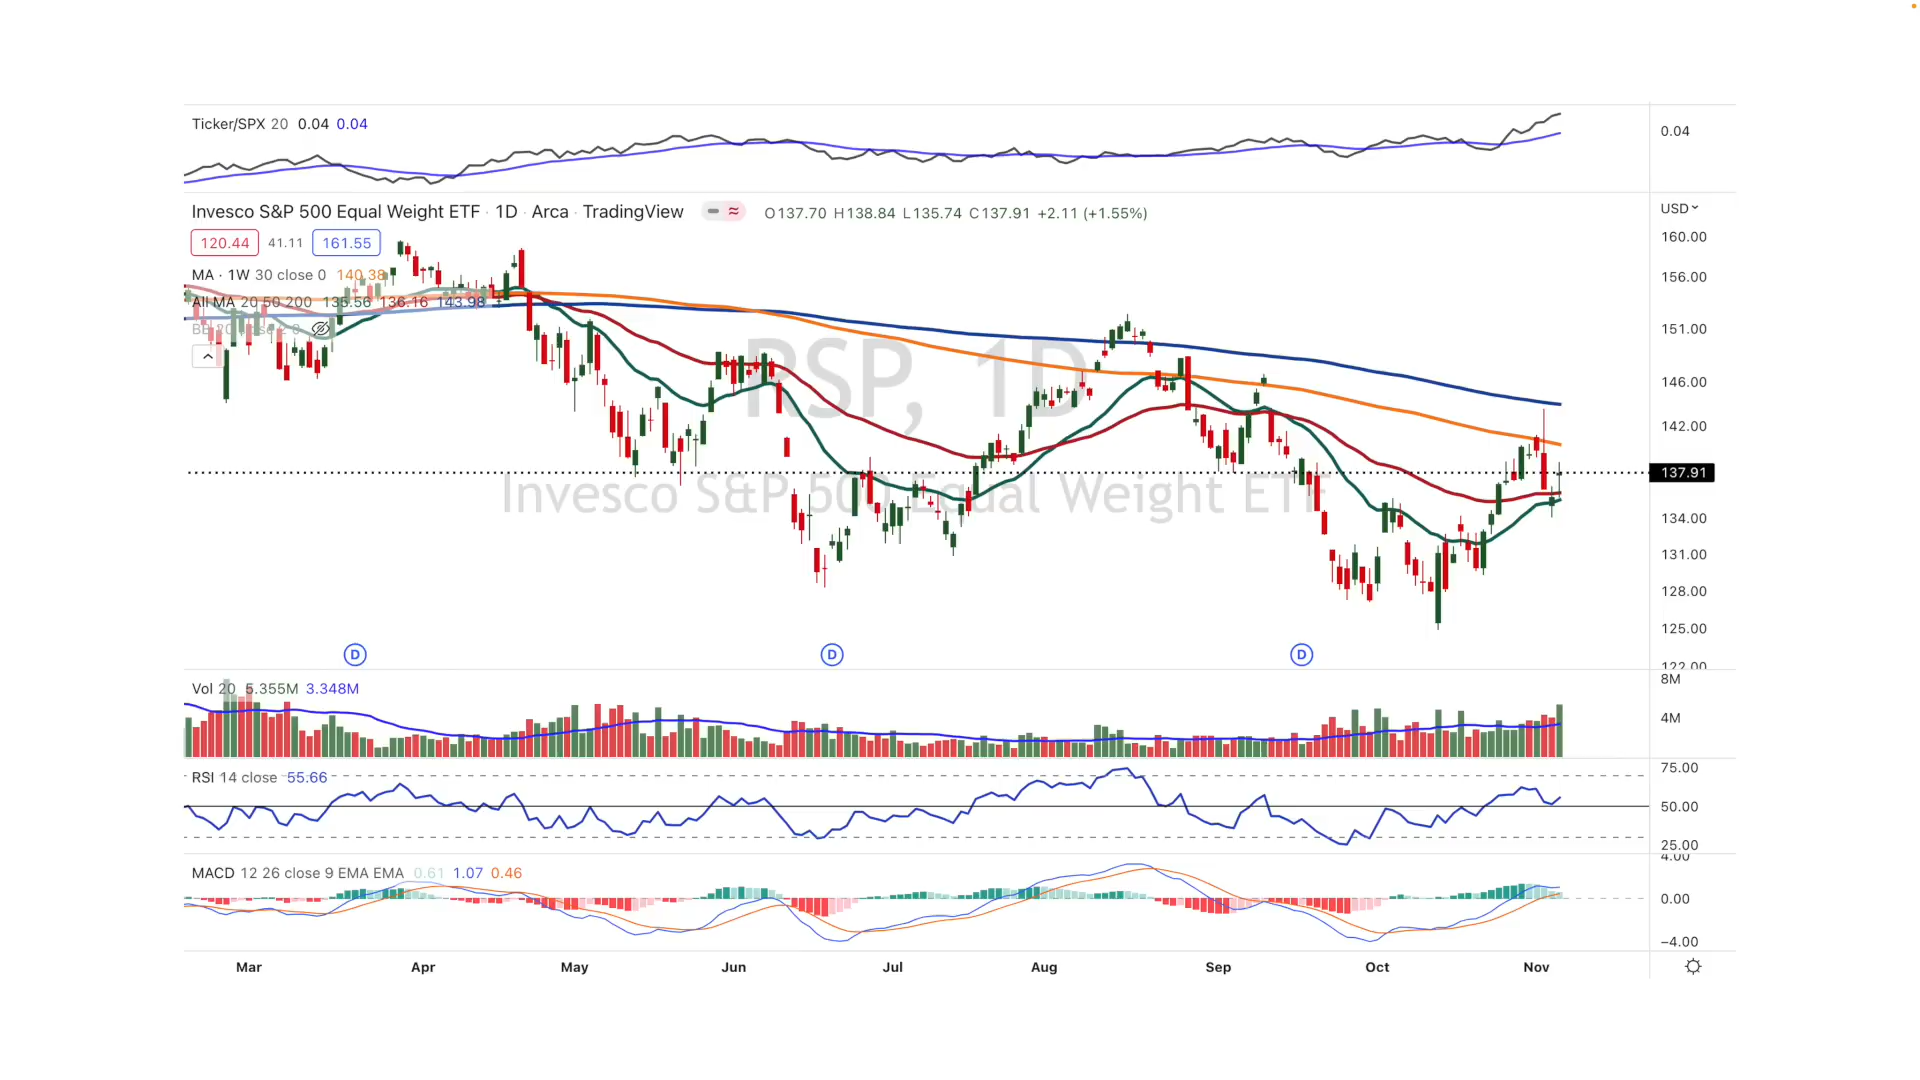 Ticker/SPX 20 0.04 0.04
0.04
Invesco S&P 500 Equal Weight ETF · 1D · Arca · TradingView O137.70 H138.84 L135.74 C137.91 +2.11 (+1.55%)
USD
120.44 41.11 161.55
160.00
MA · 1W 30 close 0 140.38
156.00
All MA 20 50 200 135.56 136.16 143.98
151.00
RSP, 1D
146.00
142.00
137.91
Invesco S&P 500 Equal Weight ETF
134.00
131.00
128.00
125.00
D D D
122.00
Vol 20 5.355M 3.348M
8M
4M
RSI 14 close 55.66
75.00
50.00
25.00
4.00
MACD 12 26 close 9 EMA EMA 0.61 1.07 0.46
0.00
−4.00
Mar Apr May Jun Jul Aug Sep Oct Nov